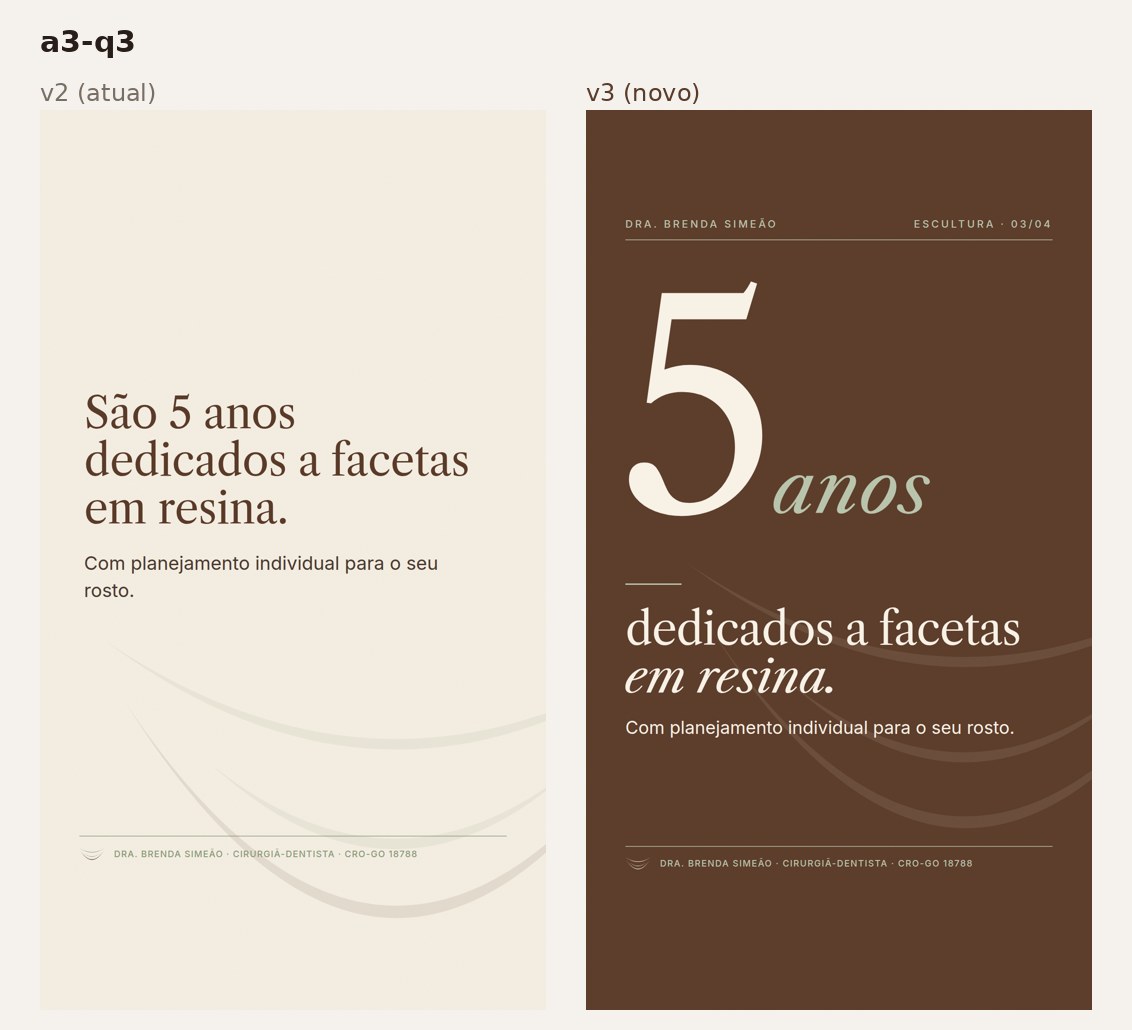 a3-q3
v2 (atual)
São 5 anos
dedicados a facetas
em resina.
Com planejamento individual para o seu
rosto.
DRA. BRENDA SIMEÃO · CIRURGIÃ-DENTISTA · CRO-GO 18788
v3 (novo)
DRA. BRENDA SIMEÃO ESCULTURA · 03/04
5 anos
dedicados a facetas
em resina.
Com planejamento individual para o seu rosto.
DRA. BRENDA SIMEÃO · CIRURGIÃ-DENTISTA · CRO-GO 18788